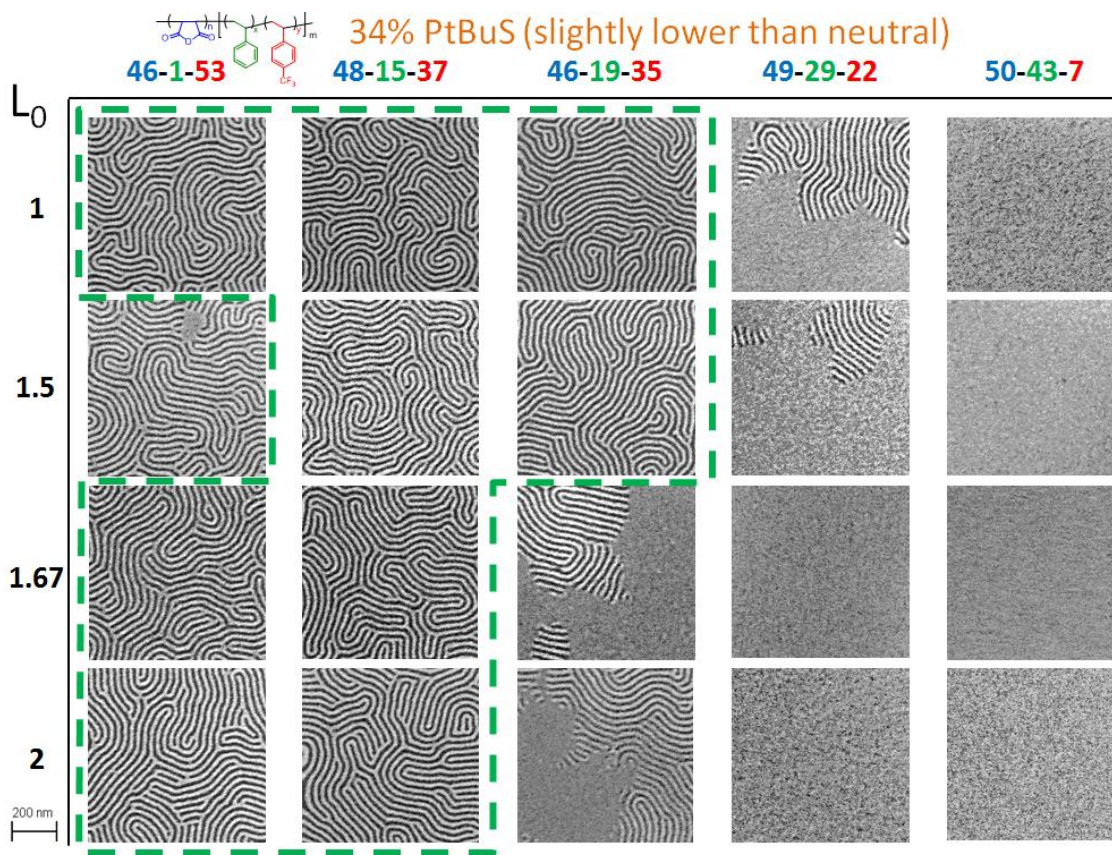 34% PtBuS (slightly lower than neutral)
O O O n x y m
CF3
46-1-53 48-15-37 46-19-35 49-29-22 50-43-7
L0
1
1.5
1.67
2
200 nm